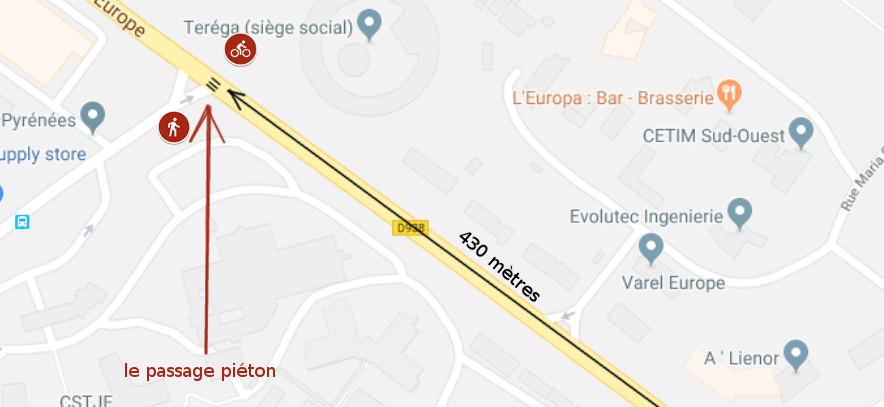 Europe
Teréga (siège social)
L'Europa : Bar - Brasserie
Pyrénées
CETIM Sud-Ouest
upply store
Rue Maria
Evolutec Ingenierie
D938
430 mètres
Varel Europe
A ' Lienor
le passage piéton
CSTJF